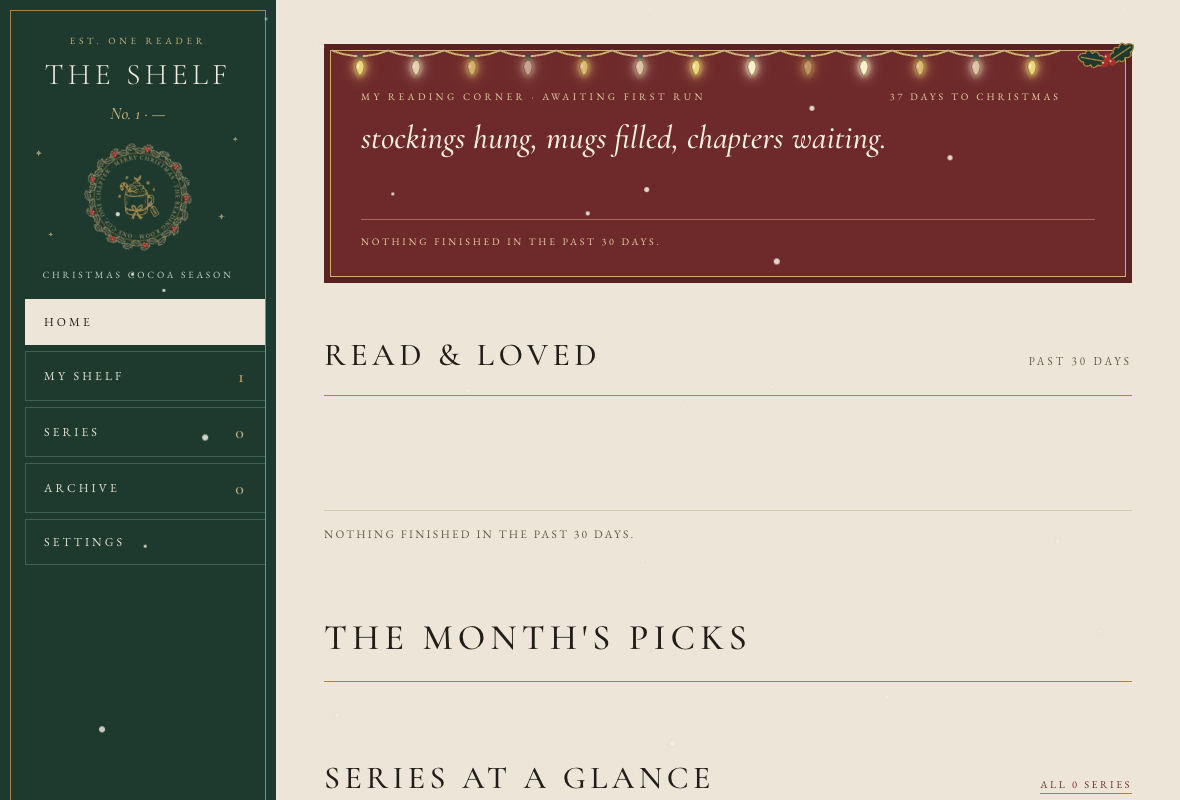 EST. ONE READER
THE SHELF
No. 1 · —
CHRISTMAS COCOA SEASON
HOME
MY SHELF 1
SERIES 0
ARCHIVE 0
SETTINGS
MY READING CORNER · AWAITING FIRST RUN
37 DAYS TO CHRISTMAS
stockings hung, mugs filled, chapters waiting.
NOTHING FINISHED IN THE PAST 30 DAYS.
READ & LOVED
PAST 30 DAYS
NOTHING FINISHED IN THE PAST 30 DAYS.
THE MONTH'S PICKS
SERIES AT A GLANCE
ALL 0 SERIES